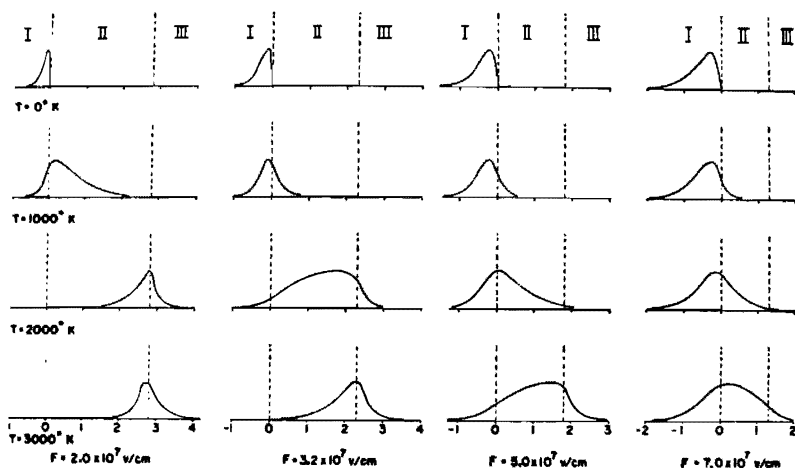 I II III I II III I II III I II III
T=0° K
T=1000° K
T=2000° K
0 1 2 3 4 -1 0 1 2 3 -1 0 1 2 3 -2 -1 0 1 2
T=3000° K
F = 2.0 x 10⁷ v/cm F = 3.2 x 10⁷ v/cm F = 5.0 x 10⁷ v/cm F = 7.0 x 10⁷ v/cm